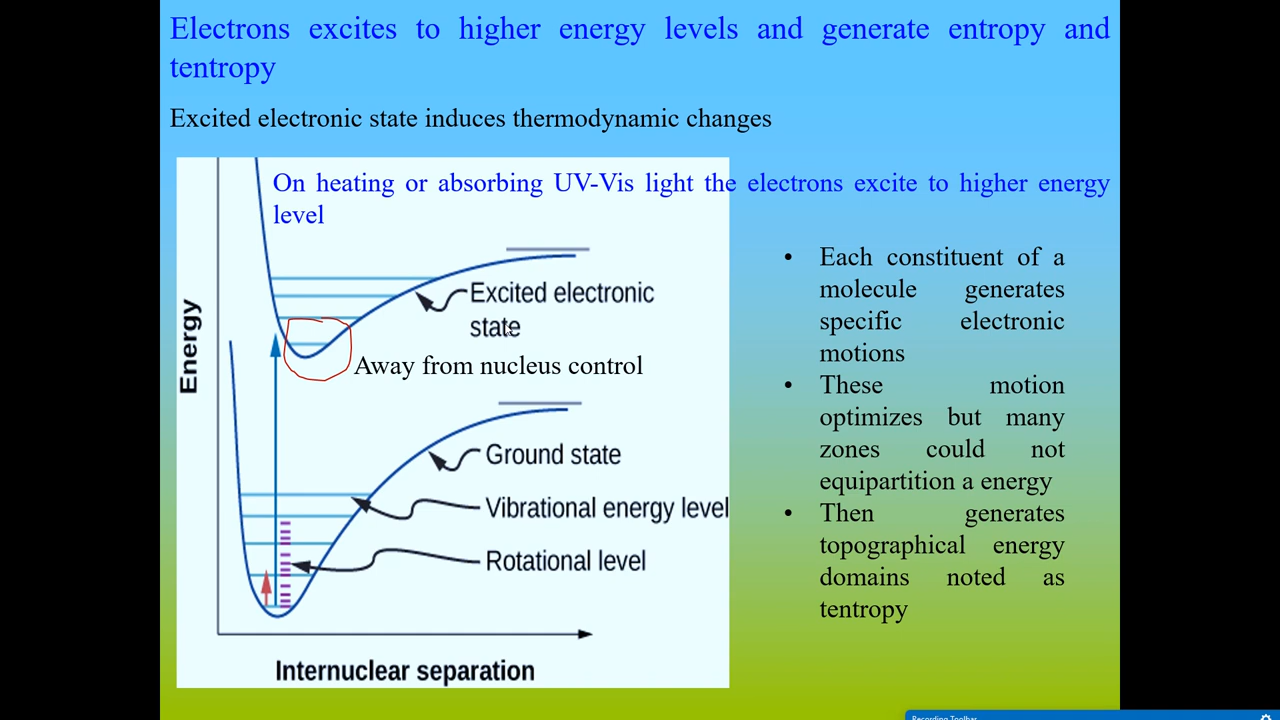 Electrons excites to higher energy levels and generate entropy and
tentropy
Excited electronic state induces thermodynamic changes
On heating or absorbing UV-Vis light the electrons excite to higher energy
level
Excited electronic
state
Away from nucleus control
Ground state
Vibrational energy level
Rotational level
Energy
Internuclear separation
• Each constituent of a
molecule generates
specific electronic
motions
• These motion
optimizes but many
zones could not
equipartition a energy
• Then generates
topographical energy
domains noted as
tentropy
Recording Toolbar